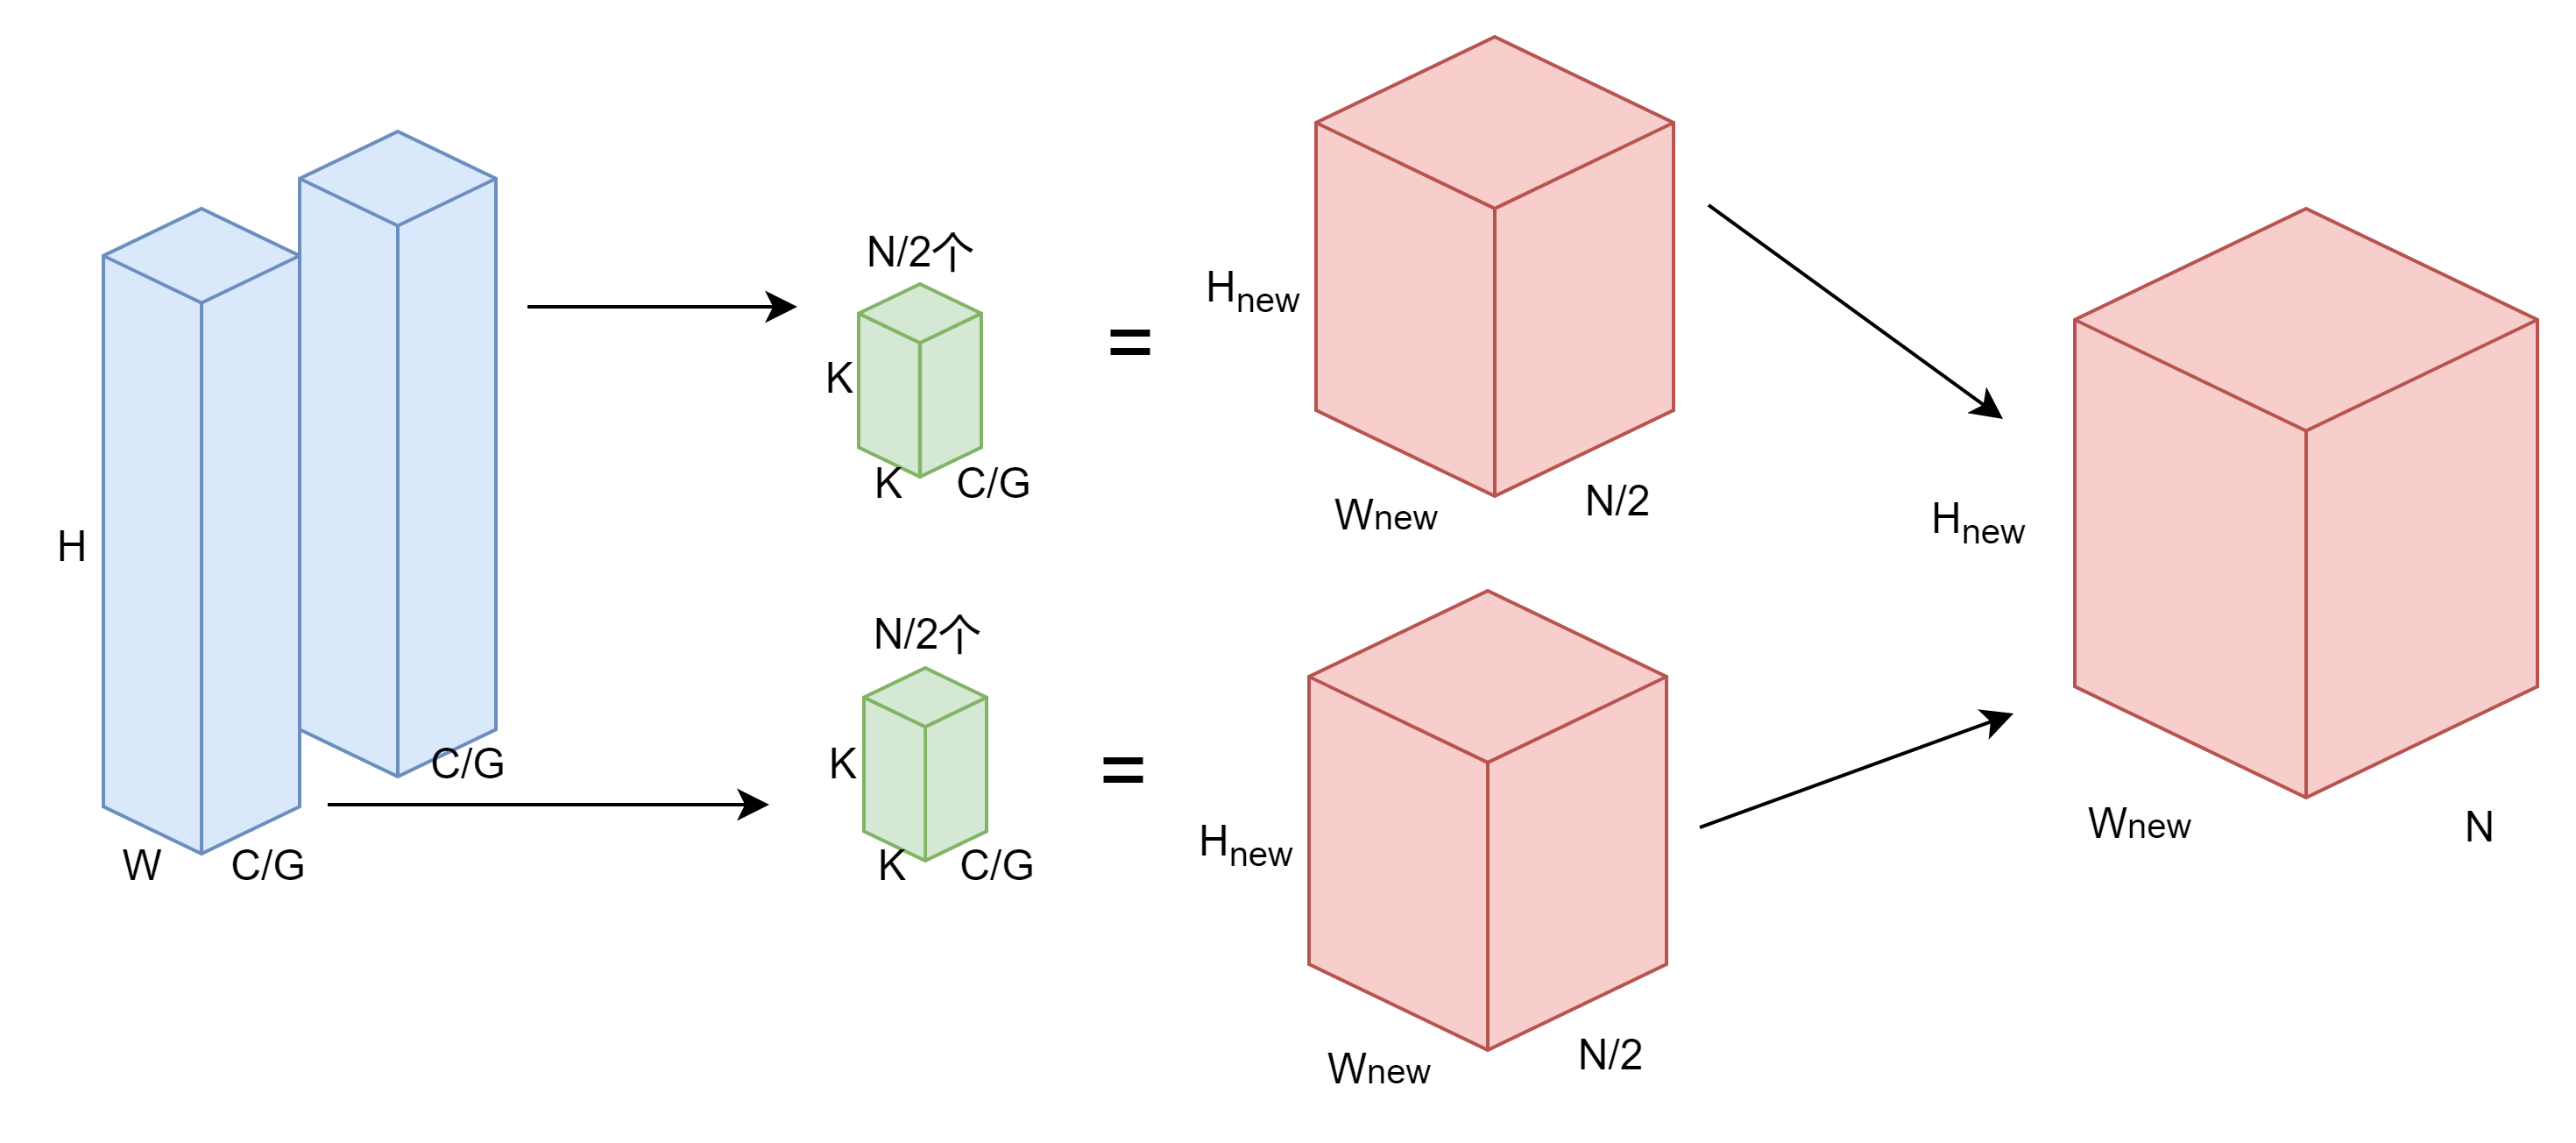 H
W
C/G
C/G
N/2个
K
K
C/G
=
Hnew
Wnew
N/2
N/2个
K
K
C/G
=
Hnew
Wnew
N/2
Hnew
Wnew
N